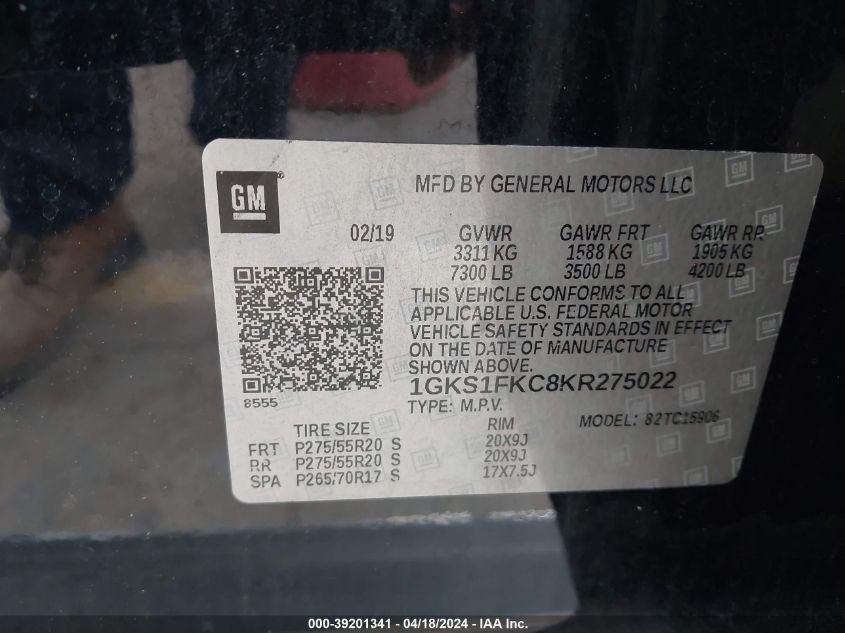 GM
MFD BY GENERAL MOTORS LLC
02/19 GVWR GAWR FRT GAWR RR
3311 KG 1588 KG 1905 KG
7300 LB 3500 LB 4200 LB
THIS VEHICLE CONFORMS TO ALL
APPLICABLE U.S. FEDERAL MOTOR
VEHICLE SAFETY STANDARDS IN EFFECT
ON THE DATE OF MANUFACTURE
SHOWN ABOVE.
1GKS1FKC8KR275022
8555
TYPE: M.P.V.
MODEL: 82TC15906
TIRE SIZE RIM
FRT P275/55R20 S 20X9J
RR P275/55R20 S 20X9J
SPA P265/70R17 S 17X7.5J
000-39201341 - 04/18/2024 - IAA Inc.